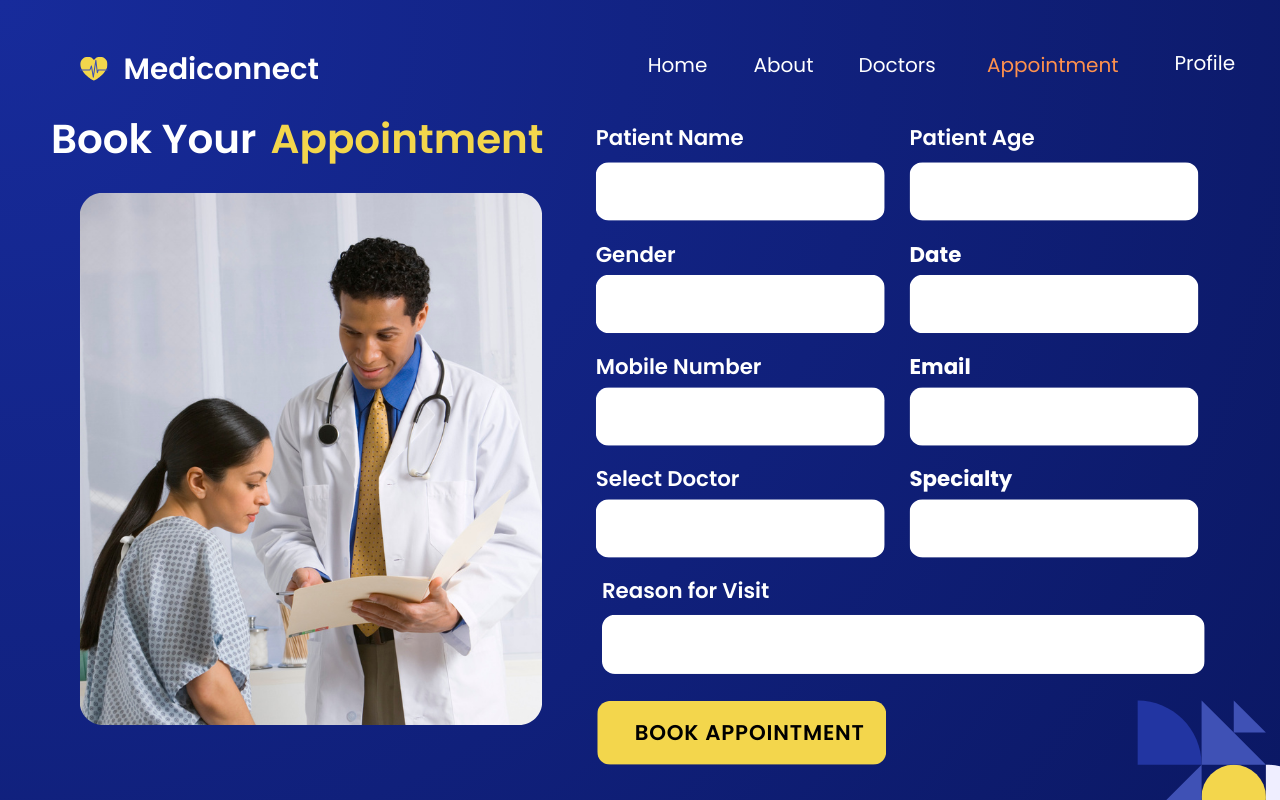 Mediconnect
Home About Doctors Appointment Profile
Book Your Appointment
Patient Name Patient Age
Gender Date
Mobile Number Email
Select Doctor Specialty
Reason for Visit
BOOK APPOINTMENT